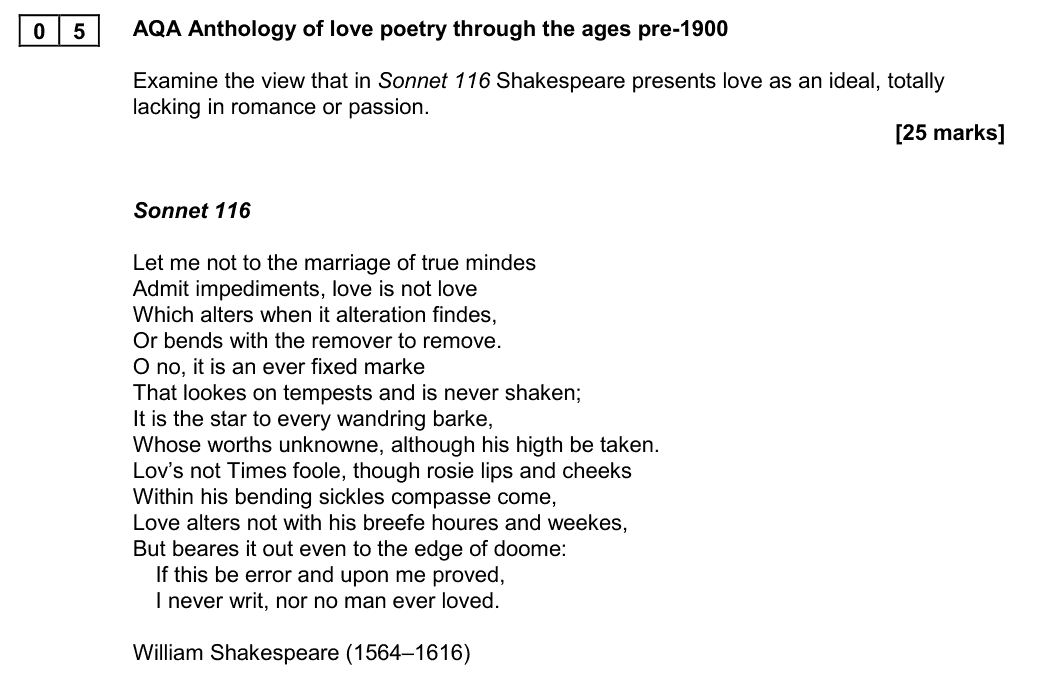 0 5 AQA Anthology of love poetry through the ages pre-1900
Examine the view that in Sonnet 116 Shakespeare presents love as an ideal, totally
lacking in romance or passion.
[25 marks]
Sonnet 116
Let me not to the marriage of true mindes
Admit impediments, love is not love
Which alters when it alteration findes,
Or bends with the remover to remove.
O no, it is an ever fixed marke
That lookes on tempests and is never shaken;
It is the star to every wandring barke,
Whose worths unknowne, although his higth be taken.
Lov's not Times foole, though rosie lips and cheeks
Within his bending sickles compasse come,
Love alters not with his breefe houres and weekes,
But beares it out even to the edge of doome:
If this be error and upon me proved,
I never writ, nor no man ever loved.
William Shakespeare (1564–1616)